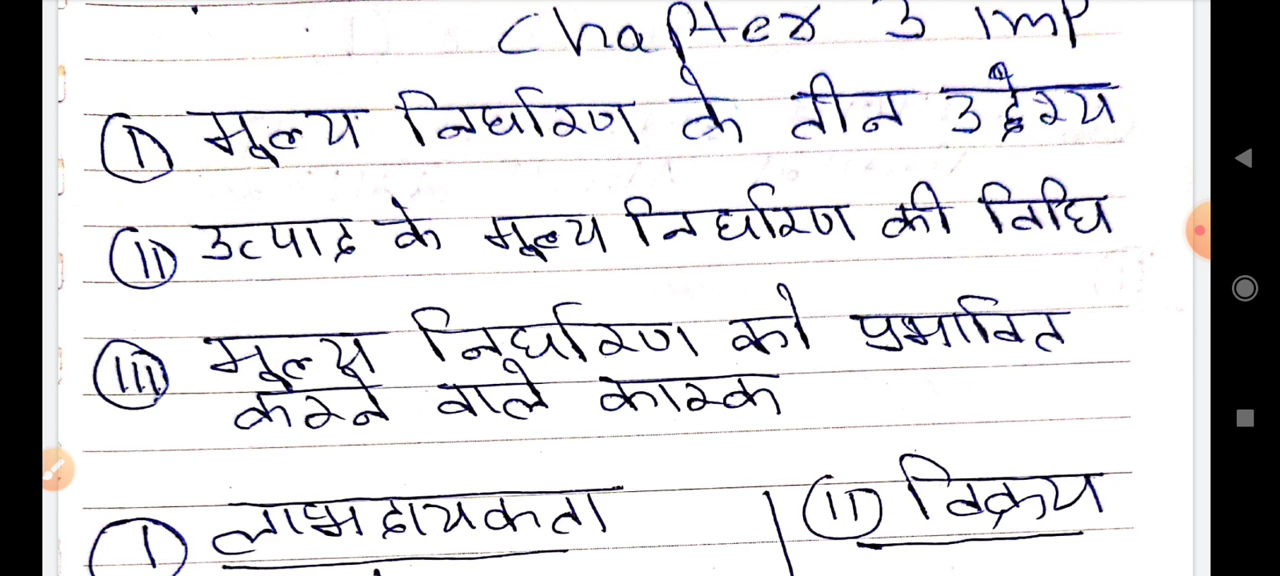 Chapter 3 Imp
(I) मूल्य निर्धारण के तीन उद्देश्य
(II) उत्पाद के मूल्य निर्धारण की विधि
(III) मूल्य निर्धारण को प्रभावित
करने वाले कारक
(I) लाभदायकता | (II) विक्रय